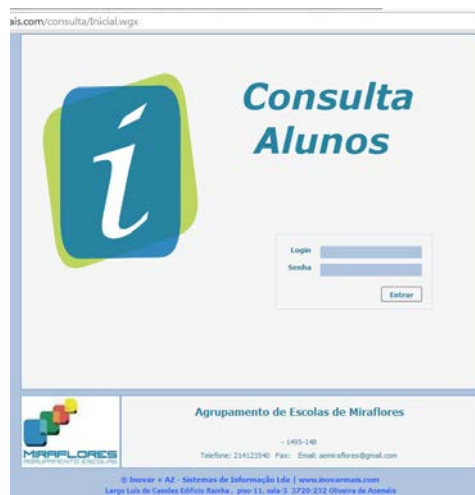 ais.com/consulta/Inicial.wgx
Consulta
Alunos
i
Login
Senha
Entrar
MIRAFLORES
AGRUPAMENTO ESCOLAS
Agrupamento de Escolas de Miraflores
- 1495-148
Telefone: 214123540 Fax: Email: aemiraflores@gmail.com
® Inovar + AZ - Sistemas de Informação Lda | www.inovarmais.com
Largo Luís de Camões Edifício Rainha , piso 11, sala 3 3720-232 Oliveira de Azeméis